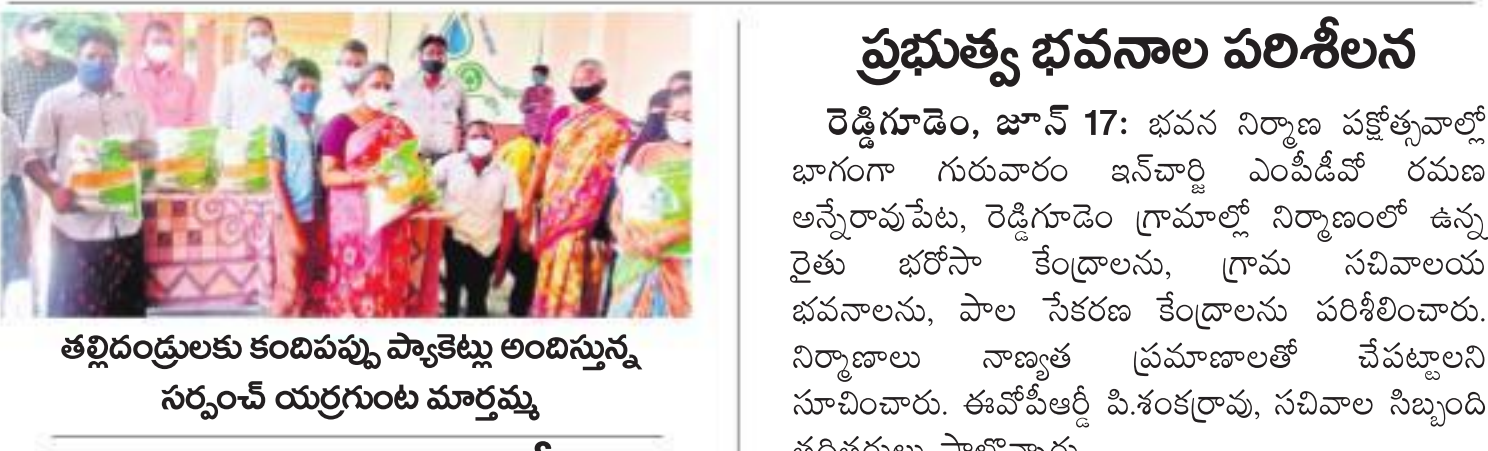 తల్లిదండ్రులకు కందిపప్పు ప్యాకెట్లు అందిస్తున్న
సర్పంచ్ యర్రగుంట మార్తమ్మ
ప్రభుత్వ భవనాల పరిశీలన
రెడ్డిగూడెం, జూన్ 17: భవన నిర్మాణ పక్షోత్సవాల్లో
భాగంగా గురువారం ఇన్‌చార్జి ఎంపీడీవో రమణ
అన్నేరావుపేట, రెడ్డిగూడెం గ్రామాల్లో నిర్మాణంలో ఉన్న
రైతు భరోసా కేంద్రాలను, గ్రామ సచివాలయ
భవనాలను, పాల సేకరణ కేంద్రాలను పరిశీలించారు.
నిర్మాణాలు నాణ్యత ప్రమాణాలతో చేపట్టాలని
సూచించారు. ఈవోపీఆర్డీ పి.శంకర్రావు, సచివాల సిబ్బంది